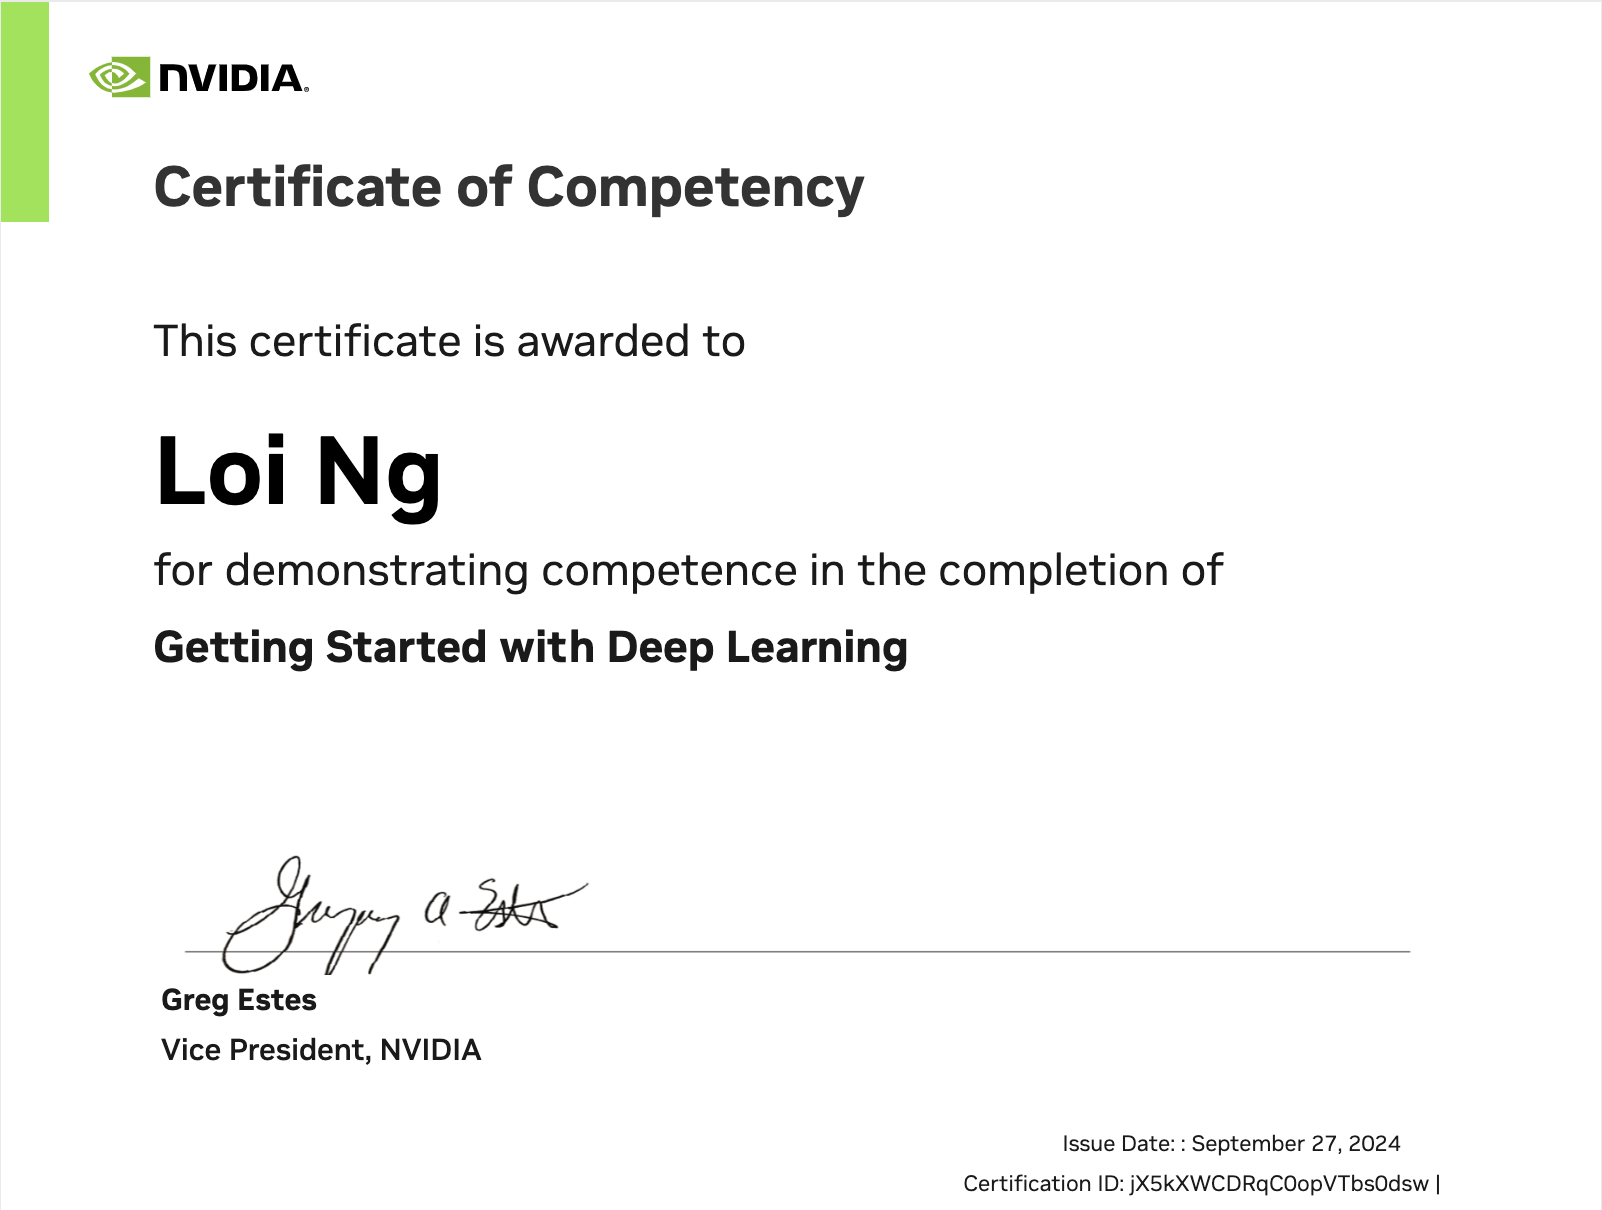 NVIDIA.
Certificate of Competency
This certificate is awarded to
Loi Ng
for demonstrating competence in the completion of
Getting Started with Deep Learning
Gregory A Estes
Greg Estes
Vice President, NVIDIA
Issue Date: : September 27, 2024
Certification ID: jX5kXWCDRqC0opVTbs0dsw |